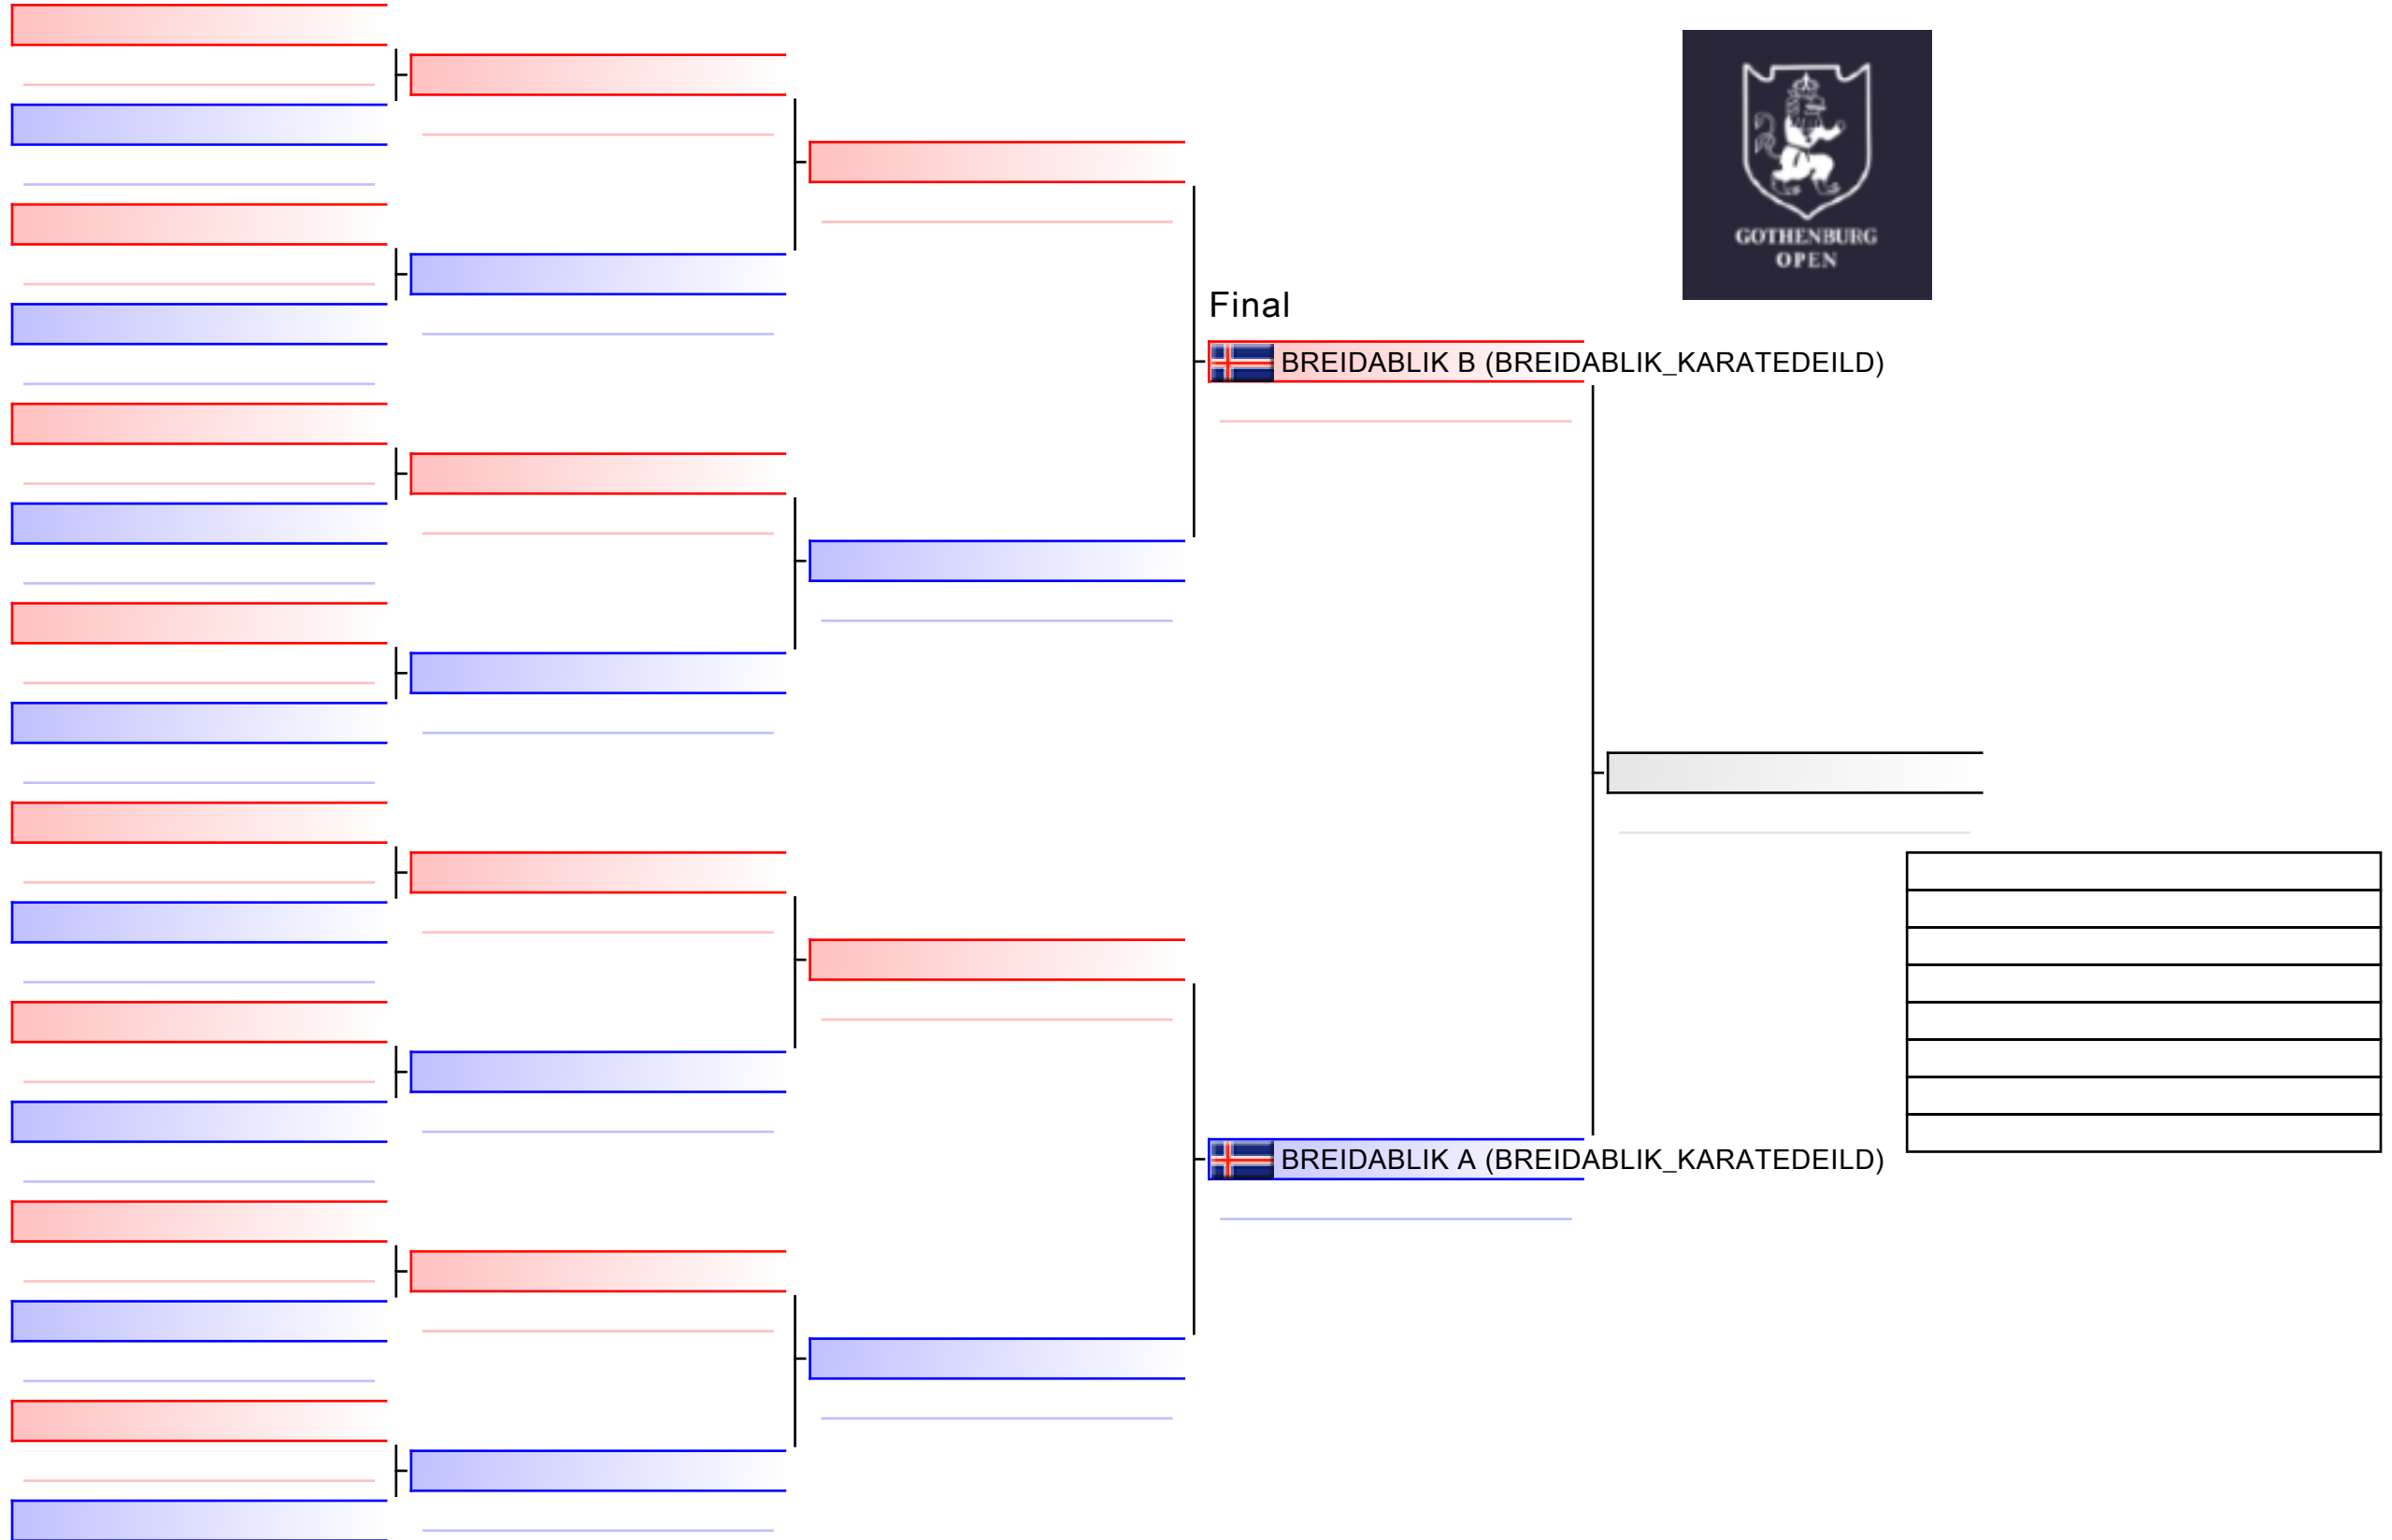 GOTHENBURG
OPEN
Final
BREIDABLIK B (BREIDABLIK_KARATEDEILD)
BREIDABLIK A (BREIDABLIK_KARATEDEILD)